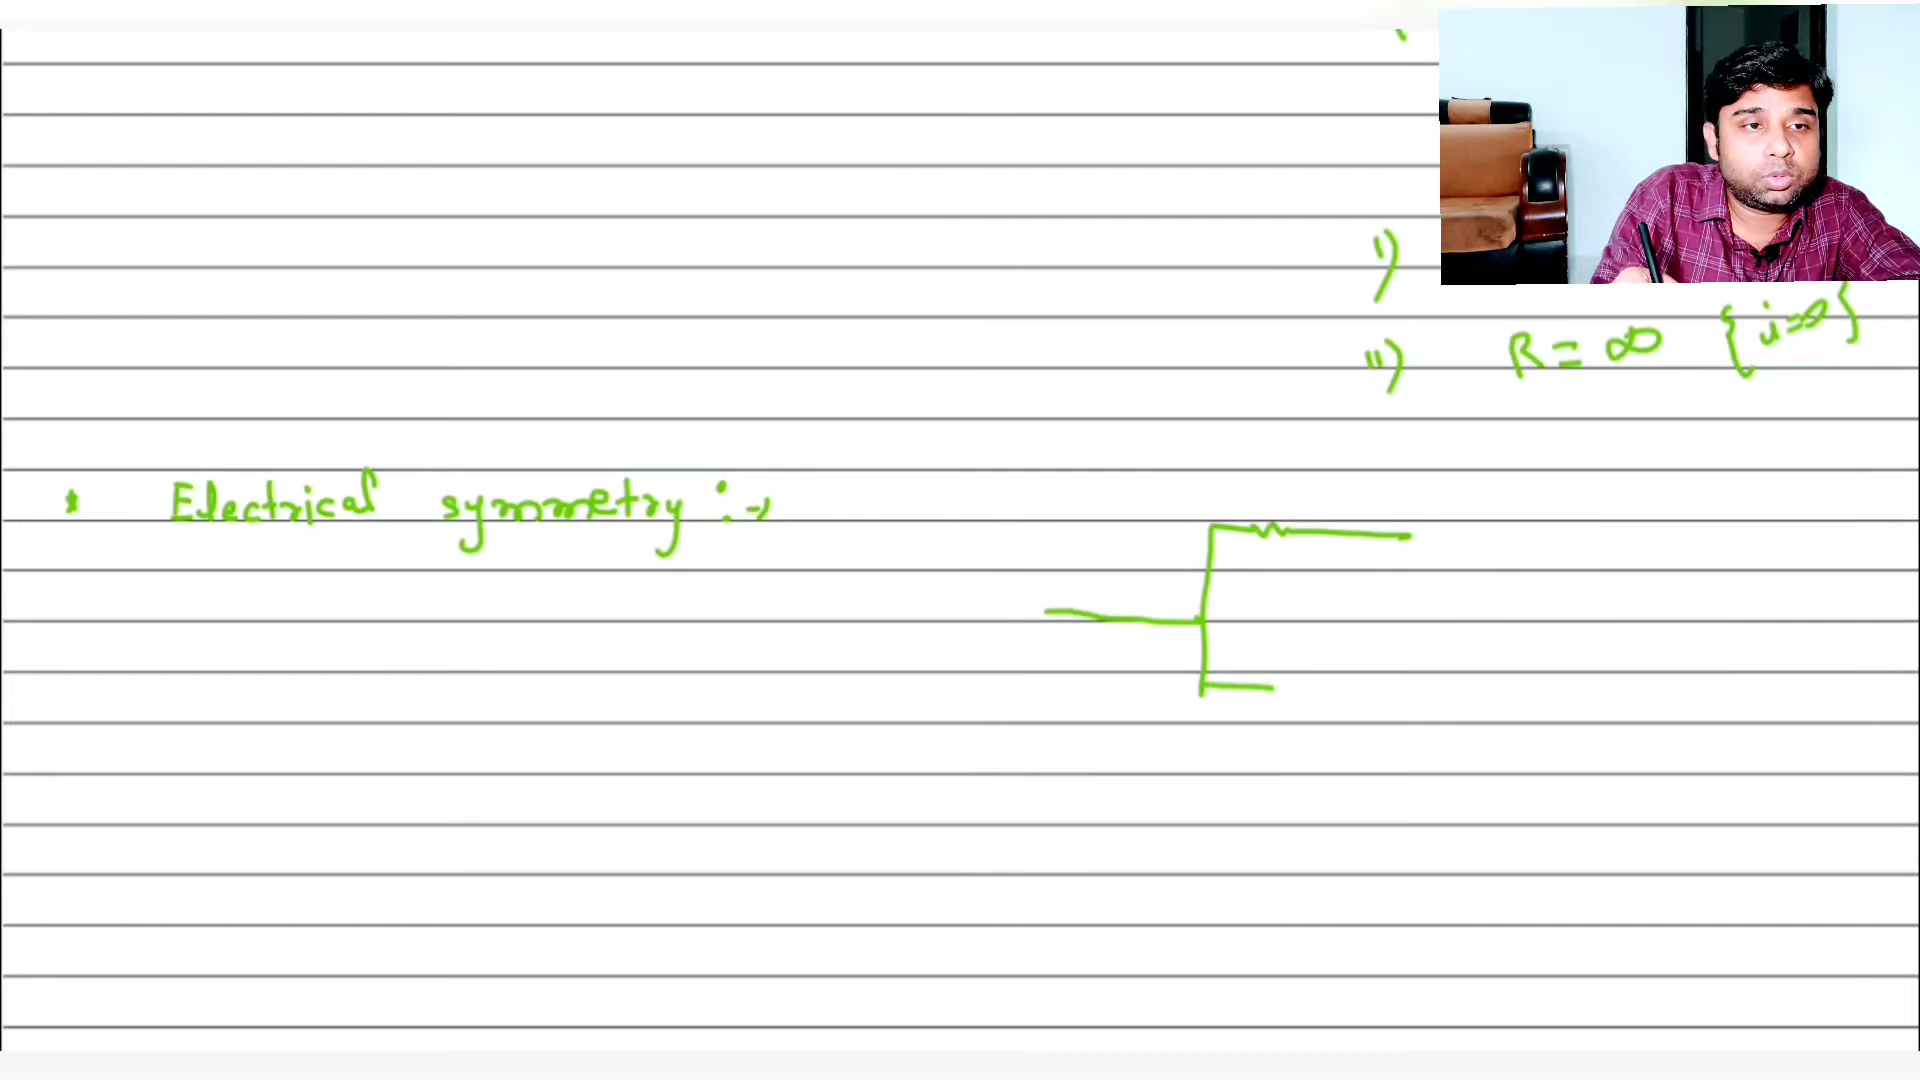 i)
ii) R = ∞ {i=0}
* Electrical symmetry :→